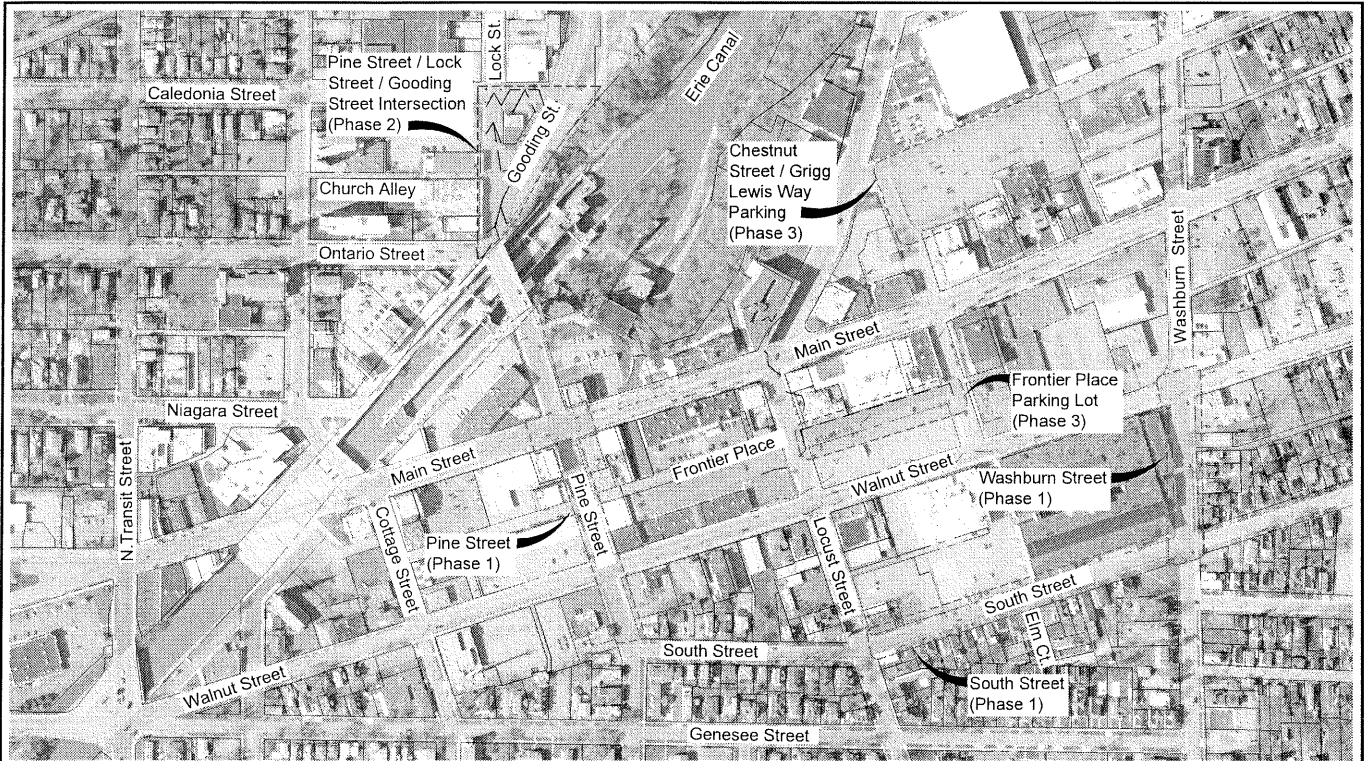 Lock St.
Pine Street / Lock
Street / Gooding
Street Intersection
(Phase 2)
Caledonia Street
Erie Canal
Gooding St.
Church Alley
Chestnut
Street / Grigg
Lewis Way
Parking
(Phase 3)
Ontario Street
Washburn Street
Main Street
Niagara Street
Frontier Place
Parking Lot
(Phase 3)
N.Transit Street
Main Street
Frontier Place
Walnut Street
Washburn Street
(Phase 1)
Pine Street
Cottage Street
Pine Street
(Phase 1)
Locust Street
South Street
Elm Ct.
South Street
Walnut Street
South Street
(Phase 1)
Genesee Street